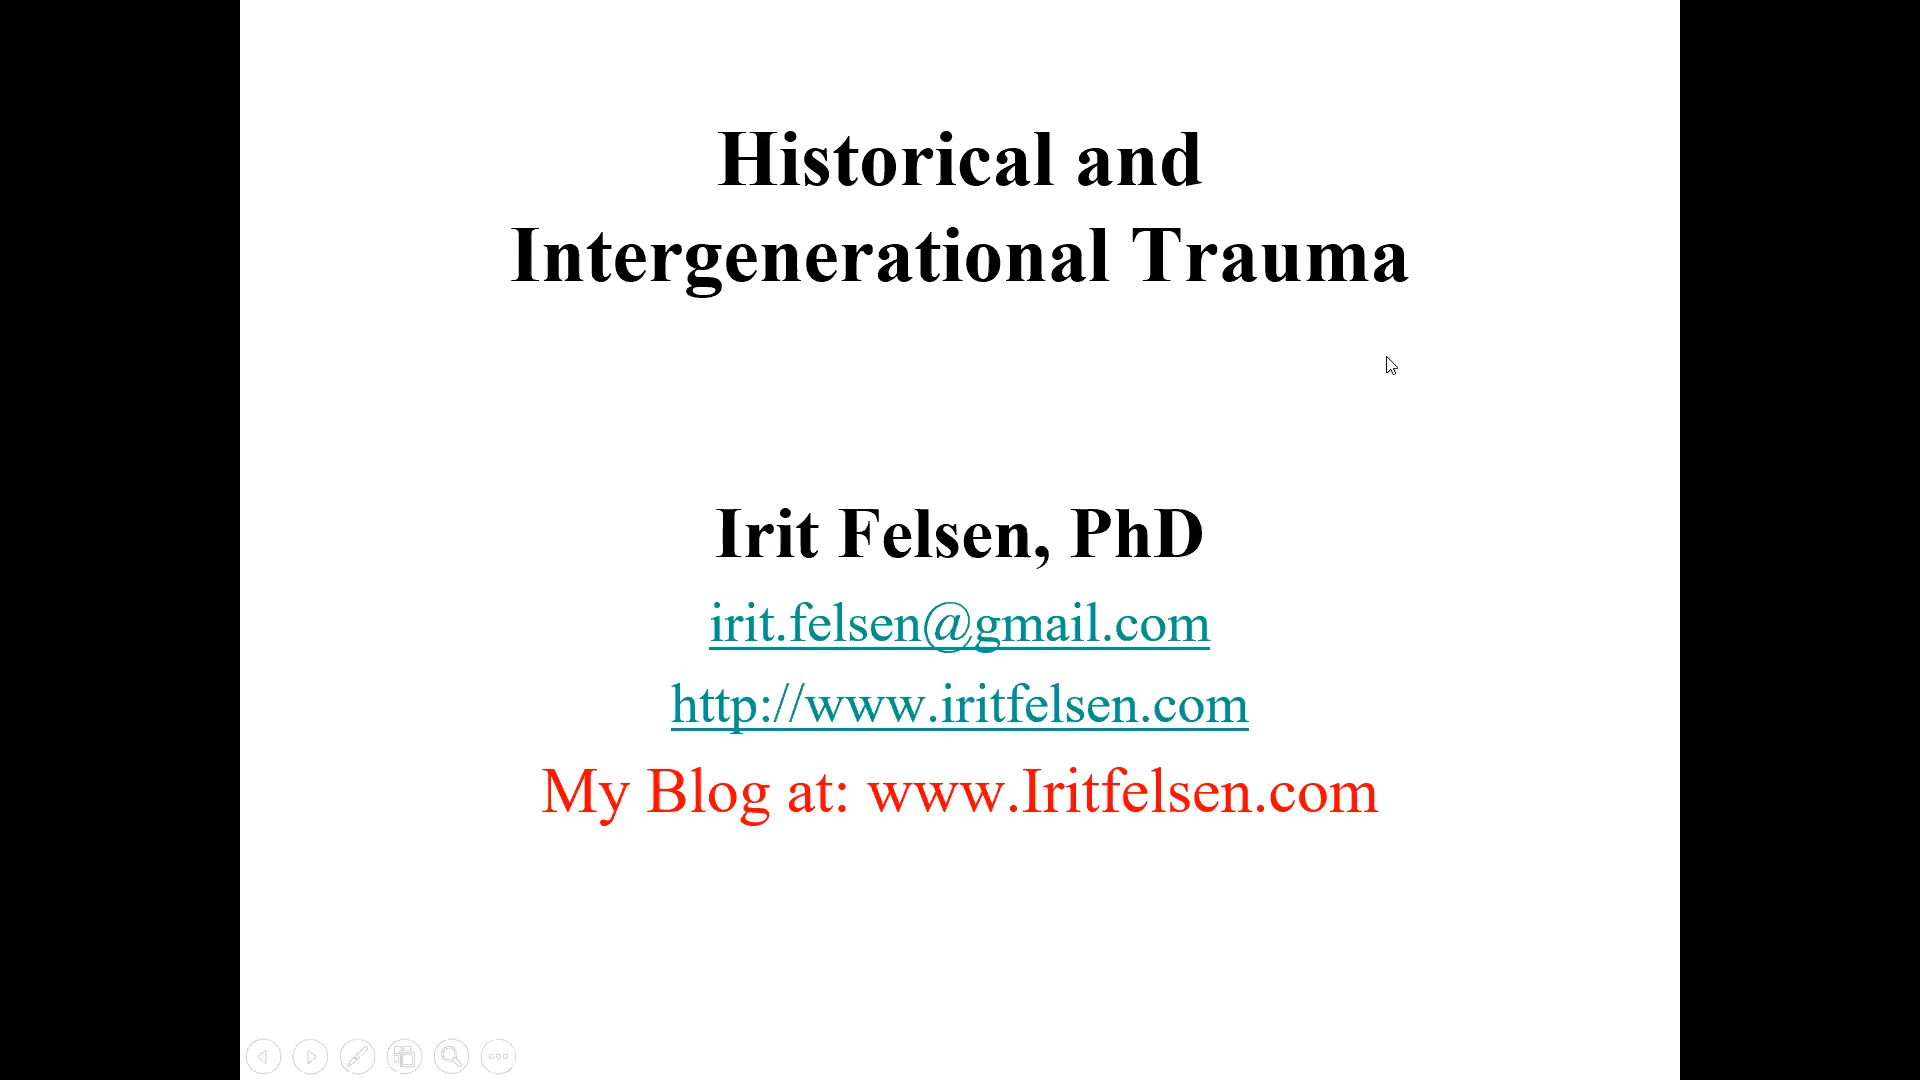 Historical and
Intergenerational Trauma
Irit Felsen, PhD
irit.felsen@gmail.com
http://www.iritfelsen.com
My Blog at: www.Iritfelsen.com